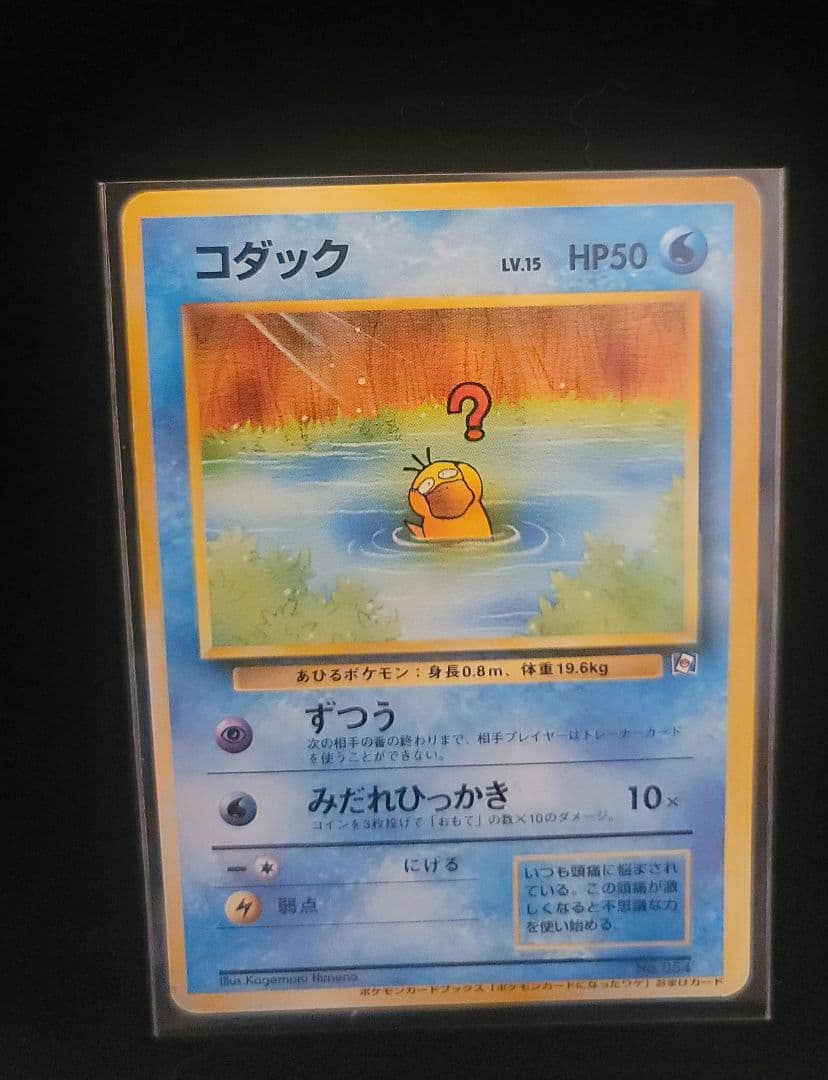 コダック LV.15 HP50
?
あひるポケモン：身長0.8m、体重19.6kg
ずつう
次の相手の番の終わりまで、相手プレイヤーはトレーナーカード
を使うことができない。
みだれひっかき 10×
コインを3枚投げて「おもて」の数×10のダメージ。
にげる
弱点
いつも頭痛に悩まされ
ている。この頭痛が激
しくなると不思議な力
を使い始める
No.054
Illus.Kagemaru Himeno
ポケモンカードブックス「ポケモンカードになったワケ」おまけカード